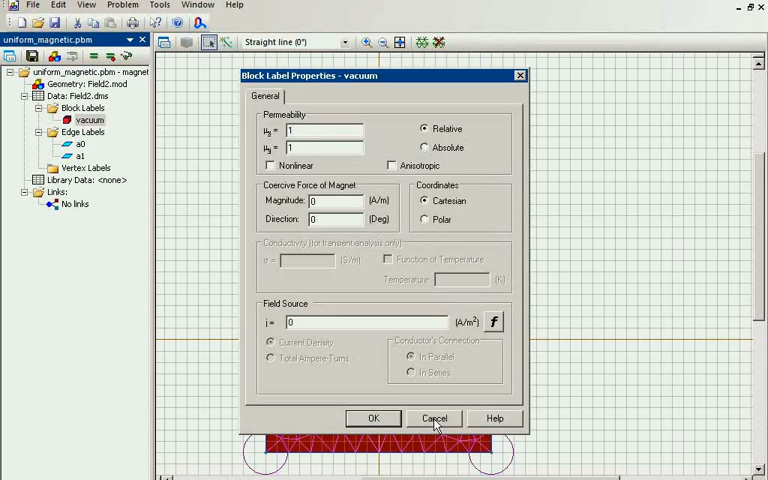 File Edit View Problem Tools Window Help
Straight line (0°)
uniform_magnetic.pbm
uniform_magnetic.pbm - magnet
Geometry: Field2.mod
Data: Field2.dms
Block Labels
vacuum
Edge Labels
a0
a1
Vertex Labels
Library Data: <none>
Links:
No links
Block Label Properties - vacuum
General
Permeability
1
Relative
1
Absolute
Nonlinear
Anisotropic
Coercive Force of Magnet
Coordinates
Magnitude: 0 (A/m)
Cartesian
Direction: 0 (Deg)
Polar
Conductivity (for transient-analysis only)
σ = (S/m)
Function of Temperature
Temperature: (K)
Field Source
j = 0 (A/m²) f
Current Density
Conductor's Connection
Total Ampere-Turns
In Parallel
In Series
OK Cancel Help